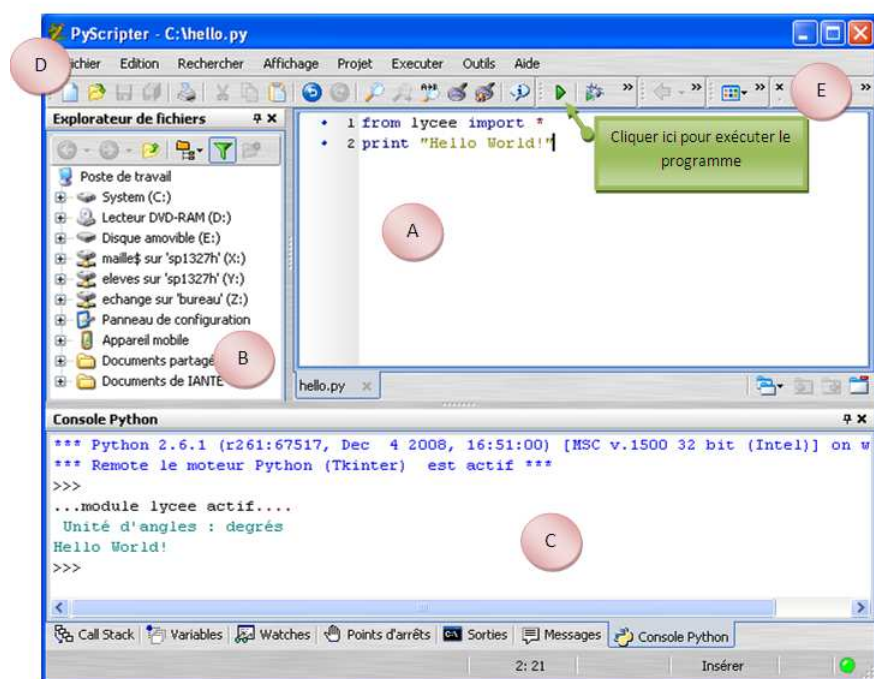 PyScripter - C:\hello.py
D
ichier Edition Rechercher Affichage Projet Executer Outils Aide
E
Explorateur de fichiers
Poste de travail
System (C:)
Lecteur DVD-RAM (D:)
Disque amovible (E:)
maille$ sur 'sp1327h' (X:)
eleves sur 'sp1327h' (Y:)
echange sur 'bureau' (Z:)
Panneau de configuration
Appareil mobile
Documents partagé
Documents de IANTE
B
1 from lycee import *
2 print "Hello World!"
Cliquer ici pour exécuter le
programme
A
hello.py
Console Python
*** Python 2.6.1 (r261:67517, Dec 4 2008, 16:51:00) [MSC v.1500 32 bit (Intel)] on w
*** Remote le moteur Python (Tkinter) est actif ***
>>>
...module lycee actif....
Unité d'angles : degrés
Hello World!
>>>
C
Call Stack Variables Watches Points d'arrêts Sorties Messages Console Python
2: 21 Insérer